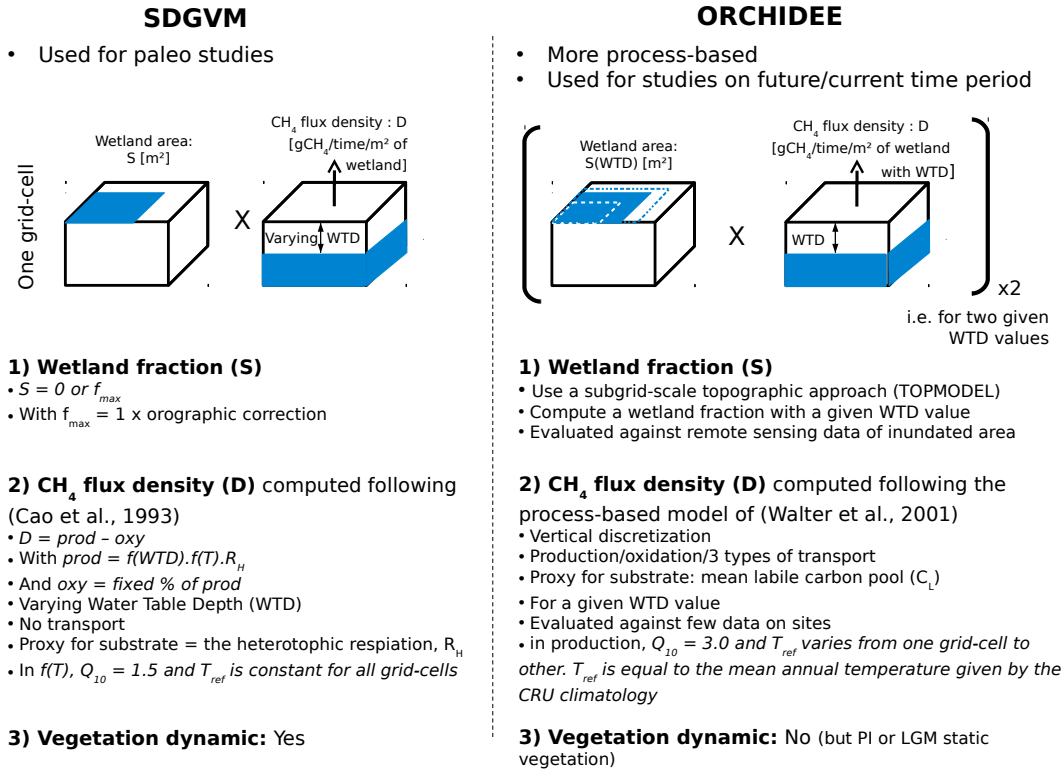 SDGVM
• Used for paleo studies
One grid-cell
Wetland area:
S [m²]
X
CH4 flux density : D
[gCH4/time/m² of
wetland]
Varying WTD
1) Wetland fraction (S)
• S = 0 or fmax
• With fmax = 1 x orographic correction
2) CH4 flux density (D) computed following
(Cao et al., 1993)
• D = prod – oxy
• With prod = f(WTD).f(T).RH
• And oxy = fixed % of prod
• Varying Water Table Depth (WTD)
• No transport
• Proxy for substrate = the heterotophic respiation, RH
• In f(T), Q10 = 1.5 and Tref is constant for all grid-cells
3) Vegetation dynamic: Yes
ORCHIDEE
• More process-based
• Used for studies on future/current time period
Wetland area:
S(WTD) [m²]
X
CH4 flux density : D
[gCH4/time/m² of wetland
with WTD]
WTD
x2
i.e. for two given
WTD values
1) Wetland fraction (S)
• Use a subgrid-scale topographic approach (TOPMODEL)
• Compute a wetland fraction with a given WTD value
• Evaluated against remote sensing data of inundated area
2) CH4 flux density (D) computed following the
process-based model of (Walter et al., 2001)
• Vertical discretization
• Production/oxidation/3 types of transport
• Proxy for substrate: mean labile carbon pool (CL)
• For a given WTD value
• Evaluated against few data on sites
• in production, Q10 = 3.0 and Tref varies from one grid-cell to
other. Tref is equal to the mean annual temperature given by the
CRU climatology
3) Vegetation dynamic: No (but PI or LGM static
vegetation)